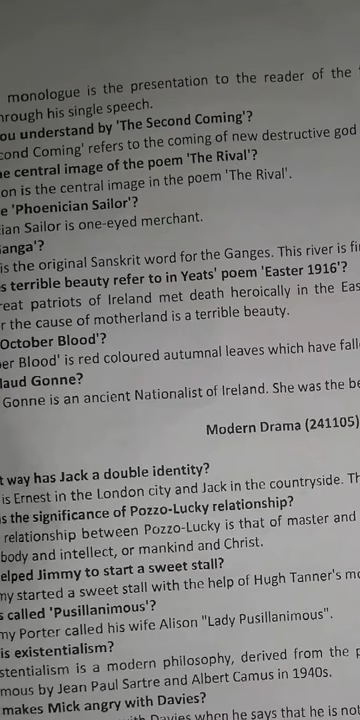 monologue is the presentation to the reader of the
hrough his single speech.
ou understand by 'The Second Coming'?
cond Coming' refers to the coming of new destructive god
e central image of the poem 'The Rival'?
on is the central image in the poem 'The Rival'.
e 'Phoenician Sailor'?
ian Sailor is one-eyed merchant.
anga'?
is the original Sanskrit word for the Ganges. This river is fi
s terrible beauty refer to in Yeats' poem 'Easter 1916'?
reat patriots of Ireland met death heroically in the Eas
r the cause of motherland is a terrible beauty.
October Blood'?
er Blood' is red coloured autumnal leaves which have fall
laud Gonne?
Gonne is an ancient Nationalist of Ireland. She was the be
Modern Drama (241105)
t way has Jack a double identity?
is Ernest in the London city and Jack in the countryside. Th
is the significance of Pozzo-Lucky relationship?
relationship between Pozzo-Lucky is that of master and
body and intellect, or mankind and Christ.
elped Jimmy to start a sweet stall?
my started a sweet stall with the help of Hugh Tanner's mo
s called 'Pusillanimous'?
my Porter called his wife Alison "Lady Pusillanimous".
is existentialism?
stentialism is a modern philosophy, derived from the p
mous by Jean Paul Sartre and Albert Camus in 1940s.
makes Mick angry with Davies?
with Davies when he says that he is not